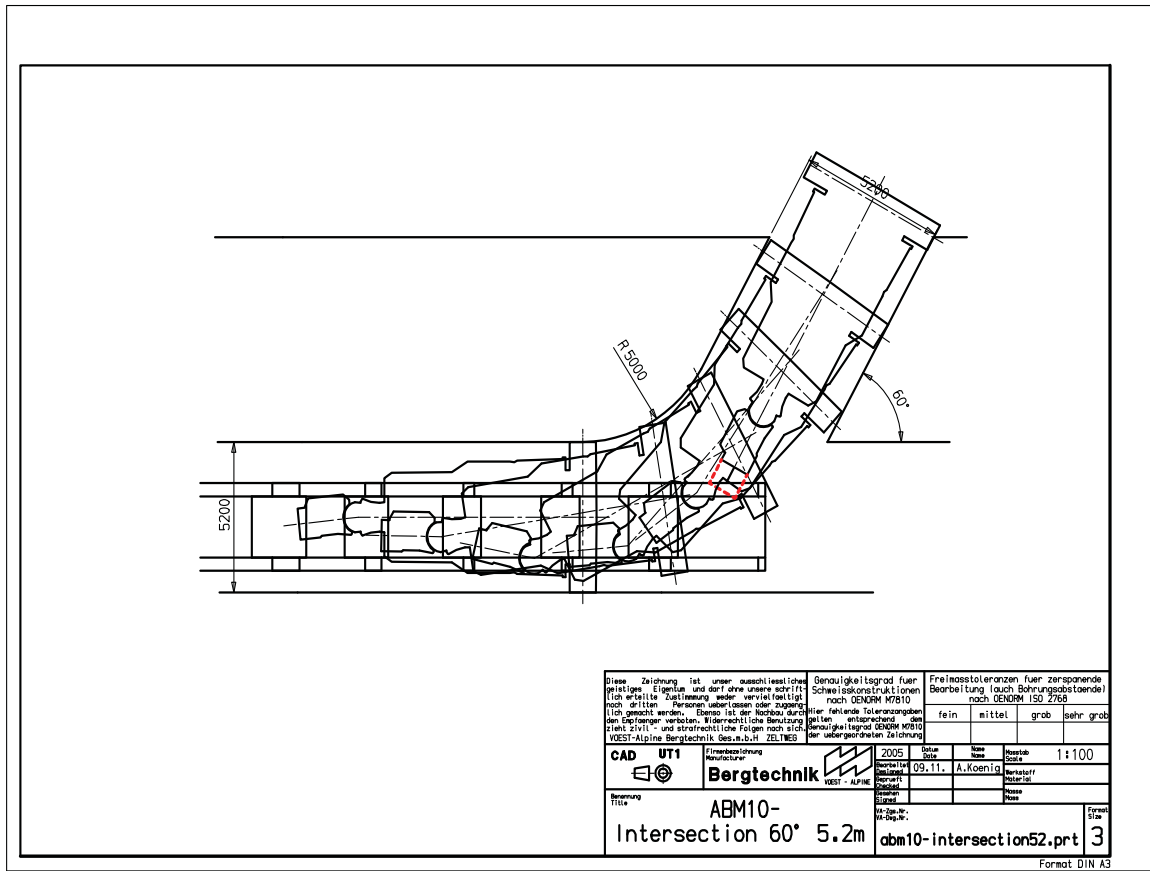 5200
R 5000
60°
5200
Diese Zeichnung ist unser ausschliessliches
geistiges Eigentum und darf ohne unsere schrift-
lich erteilte Zustimmung weder vervielfaeltigt
noch dritten Personen ueberlassen oder zugaeng-
lich gemacht werden. Ebenso ist der Nachbau durch
den Empfaenger verboten. Widerrechtliche Benutzung
zieht zivil - und strafrechtliche Folgen nach sich.
VOEST-Alpine Bergtechnik Ges.m.b.H ZELTWEG
Genauigkeitsgrad fuer
Schweisskonstruktionen
nach OENORM M7810
Hier fehlende Toleranzangaben
gelten entsprechend dem
Genauigkeitsgrad OENORM M7810
der uebergeordneten Zeichnung
Freimasstoleranzen fuer zerspanende
Bearbeitung (auch Bohrungsabstaende)
nach OENORM ISO 2768
fein mittel grob sehr grob
CAD UT1
Firmenbezeichnung
Manufacturer
Bergtechnik
VOEST - ALPINE
2005
Datum
Date
Name
Name
Bearbeitet
Designed
09.11. A.Koenig
Geprueft
Checked
Gesehen
Signed
Masstab
Scale
1:100
Werkstoff
Material
Masse
Mass
Benennung
Title
ABM10-
Intersection 60° 5.2m
VA-Zgs.Nr.
VA-Dwg.Nr.
abm10-intersection52.prt
Format
Size
3
Format DIN A3